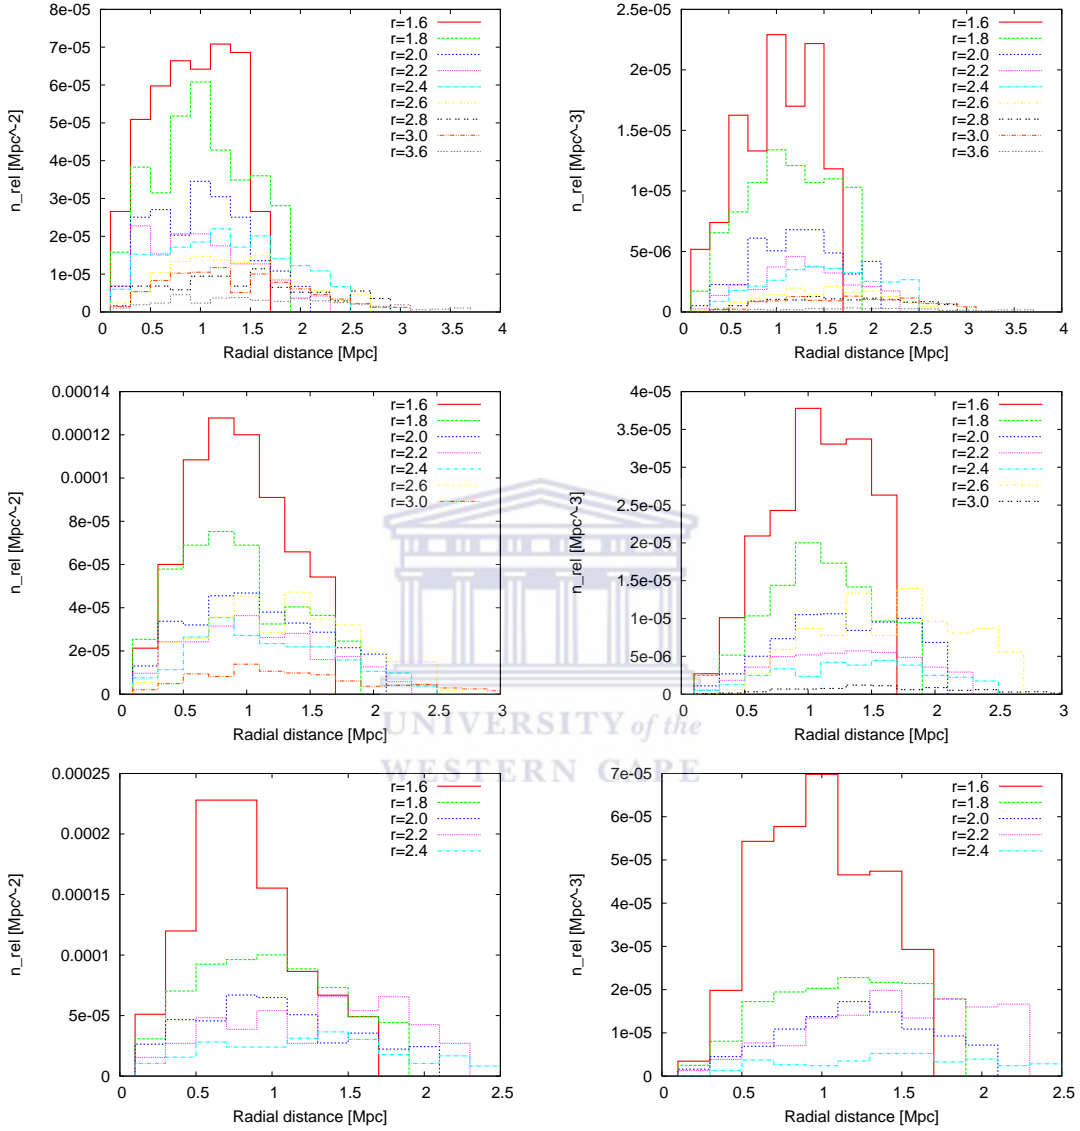 n_rel [Mpc^-2]
8e-05
7e-05
6e-05
5e-05
4e-05
3e-05
2e-05
1e-05
0
0 0.5 1 1.5 2 2.5 3 3.5 4
Radial distance [Mpc]
r=1.6
r=1.8
r=2.0
r=2.2
r=2.4
r=2.6
r=2.8
r=3.0
r=3.6
n_rel [Mpc^-3]
2.5e-05
2e-05
1.5e-05
1e-05
5e-06
0
0 0.5 1 1.5 2 2.5 3 3.5 4
Radial distance [Mpc]
r=1.6
r=1.8
r=2.0
r=2.2
r=2.4
r=2.6
r=2.8
r=3.0
r=3.6
n_rel [Mpc^-2]
0.00014
0.00012
0.0001
8e-05
6e-05
4e-05
2e-05
0
0 0.5 1 1.5 2 2.5 3
Radial distance [Mpc]
r=1.6
r=1.8
r=2.0
r=2.2
r=2.4
r=2.6
r=3.0
n_rel [Mpc^-3]
4e-05
3.5e-05
3e-05
2.5e-05
2e-05
1.5e-05
1e-05
5e-06
0
0 0.5 1 1.5 2 2.5 3
Radial distance [Mpc]
r=1.6
r=1.8
r=2.0
r=2.2
r=2.4
r=2.6
r=3.0
UNIVERSITY of the
WESTERN CAPE
n_rel [Mpc^-2]
0.00025
0.0002
0.00015
0.0001
5e-05
0
0 0.5 1 1.5 2 2.5
Radial distance [Mpc]
r=1.6
r=1.8
r=2.0
r=2.2
r=2.4
n_rel [Mpc^-3]
7e-05
6e-05
5e-05
4e-05
3e-05
2e-05
1e-05
0
0 0.5 1 1.5 2 2.5
Radial distance [Mpc]
r=1.6
r=1.8
r=2.0
r=2.2
r=2.4